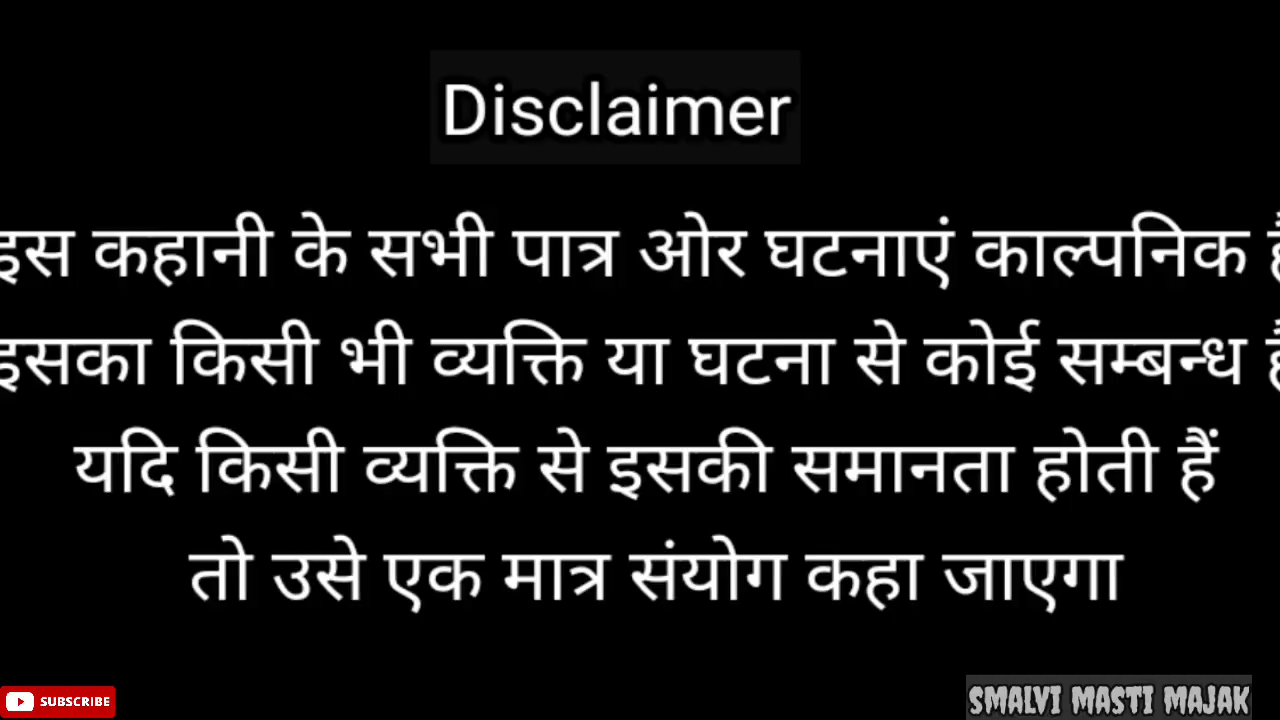 Disclaimer
इस कहानी के सभी पात्र ओर घटनाएं काल्पनिक
इसका किसी भी व्यक्ति या घटना से कोई सम्बन्ध
यदि किसी व्यक्ति से इसकी समानता होती हैं
तो उसे एक मात्र संयोग कहा जाएगा
SUBSCRIBE
SMALVI MASTI MAJAK